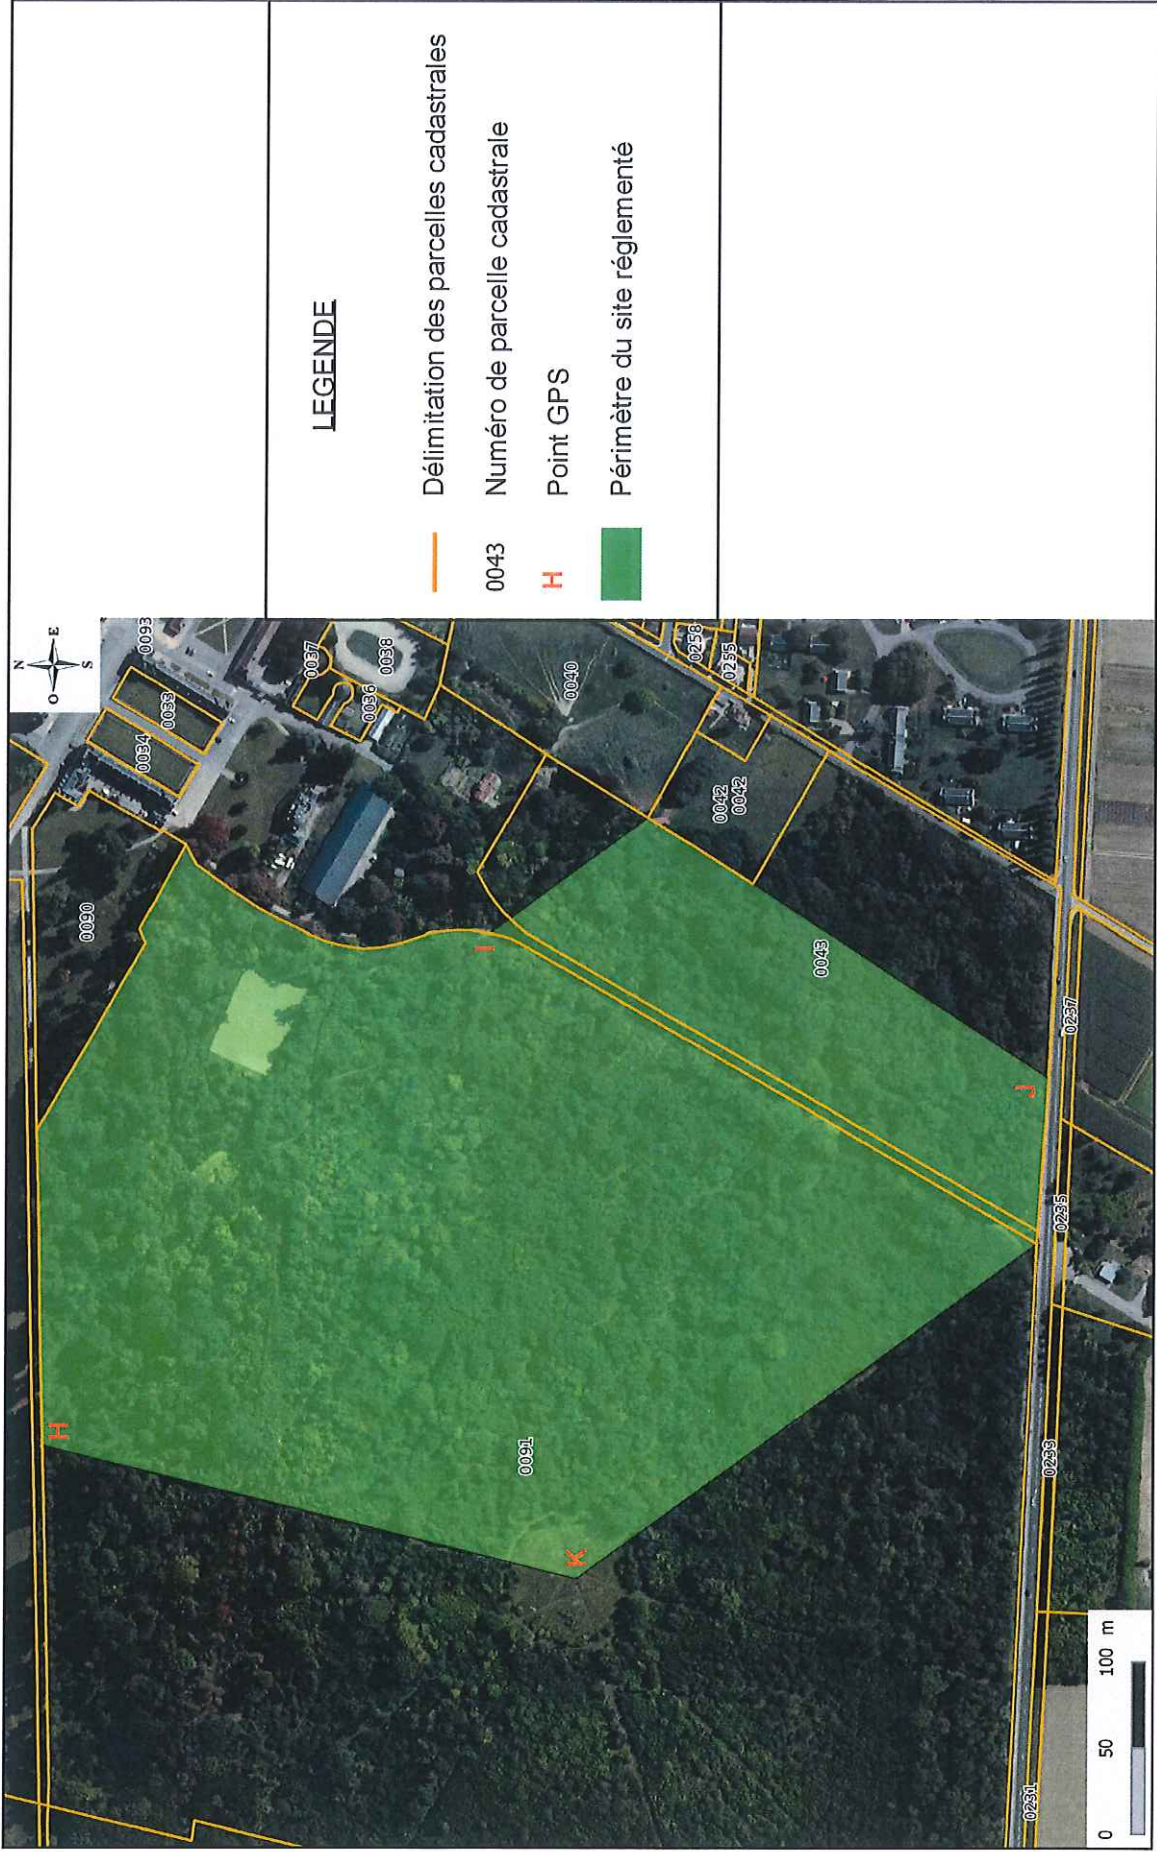 N
O E
S
0093
0033
0034
0090
0037
0038
0036
0040
0258
0255
0042
0042
0043
0091
0237
0235
0233
0231
H
I
J
K
0 50 100 m
LEGENDE
Délimitation des parcelles cadastrales
0043 Numéro de parcelle cadastrale
H Point GPS
Périmètre du site réglementé